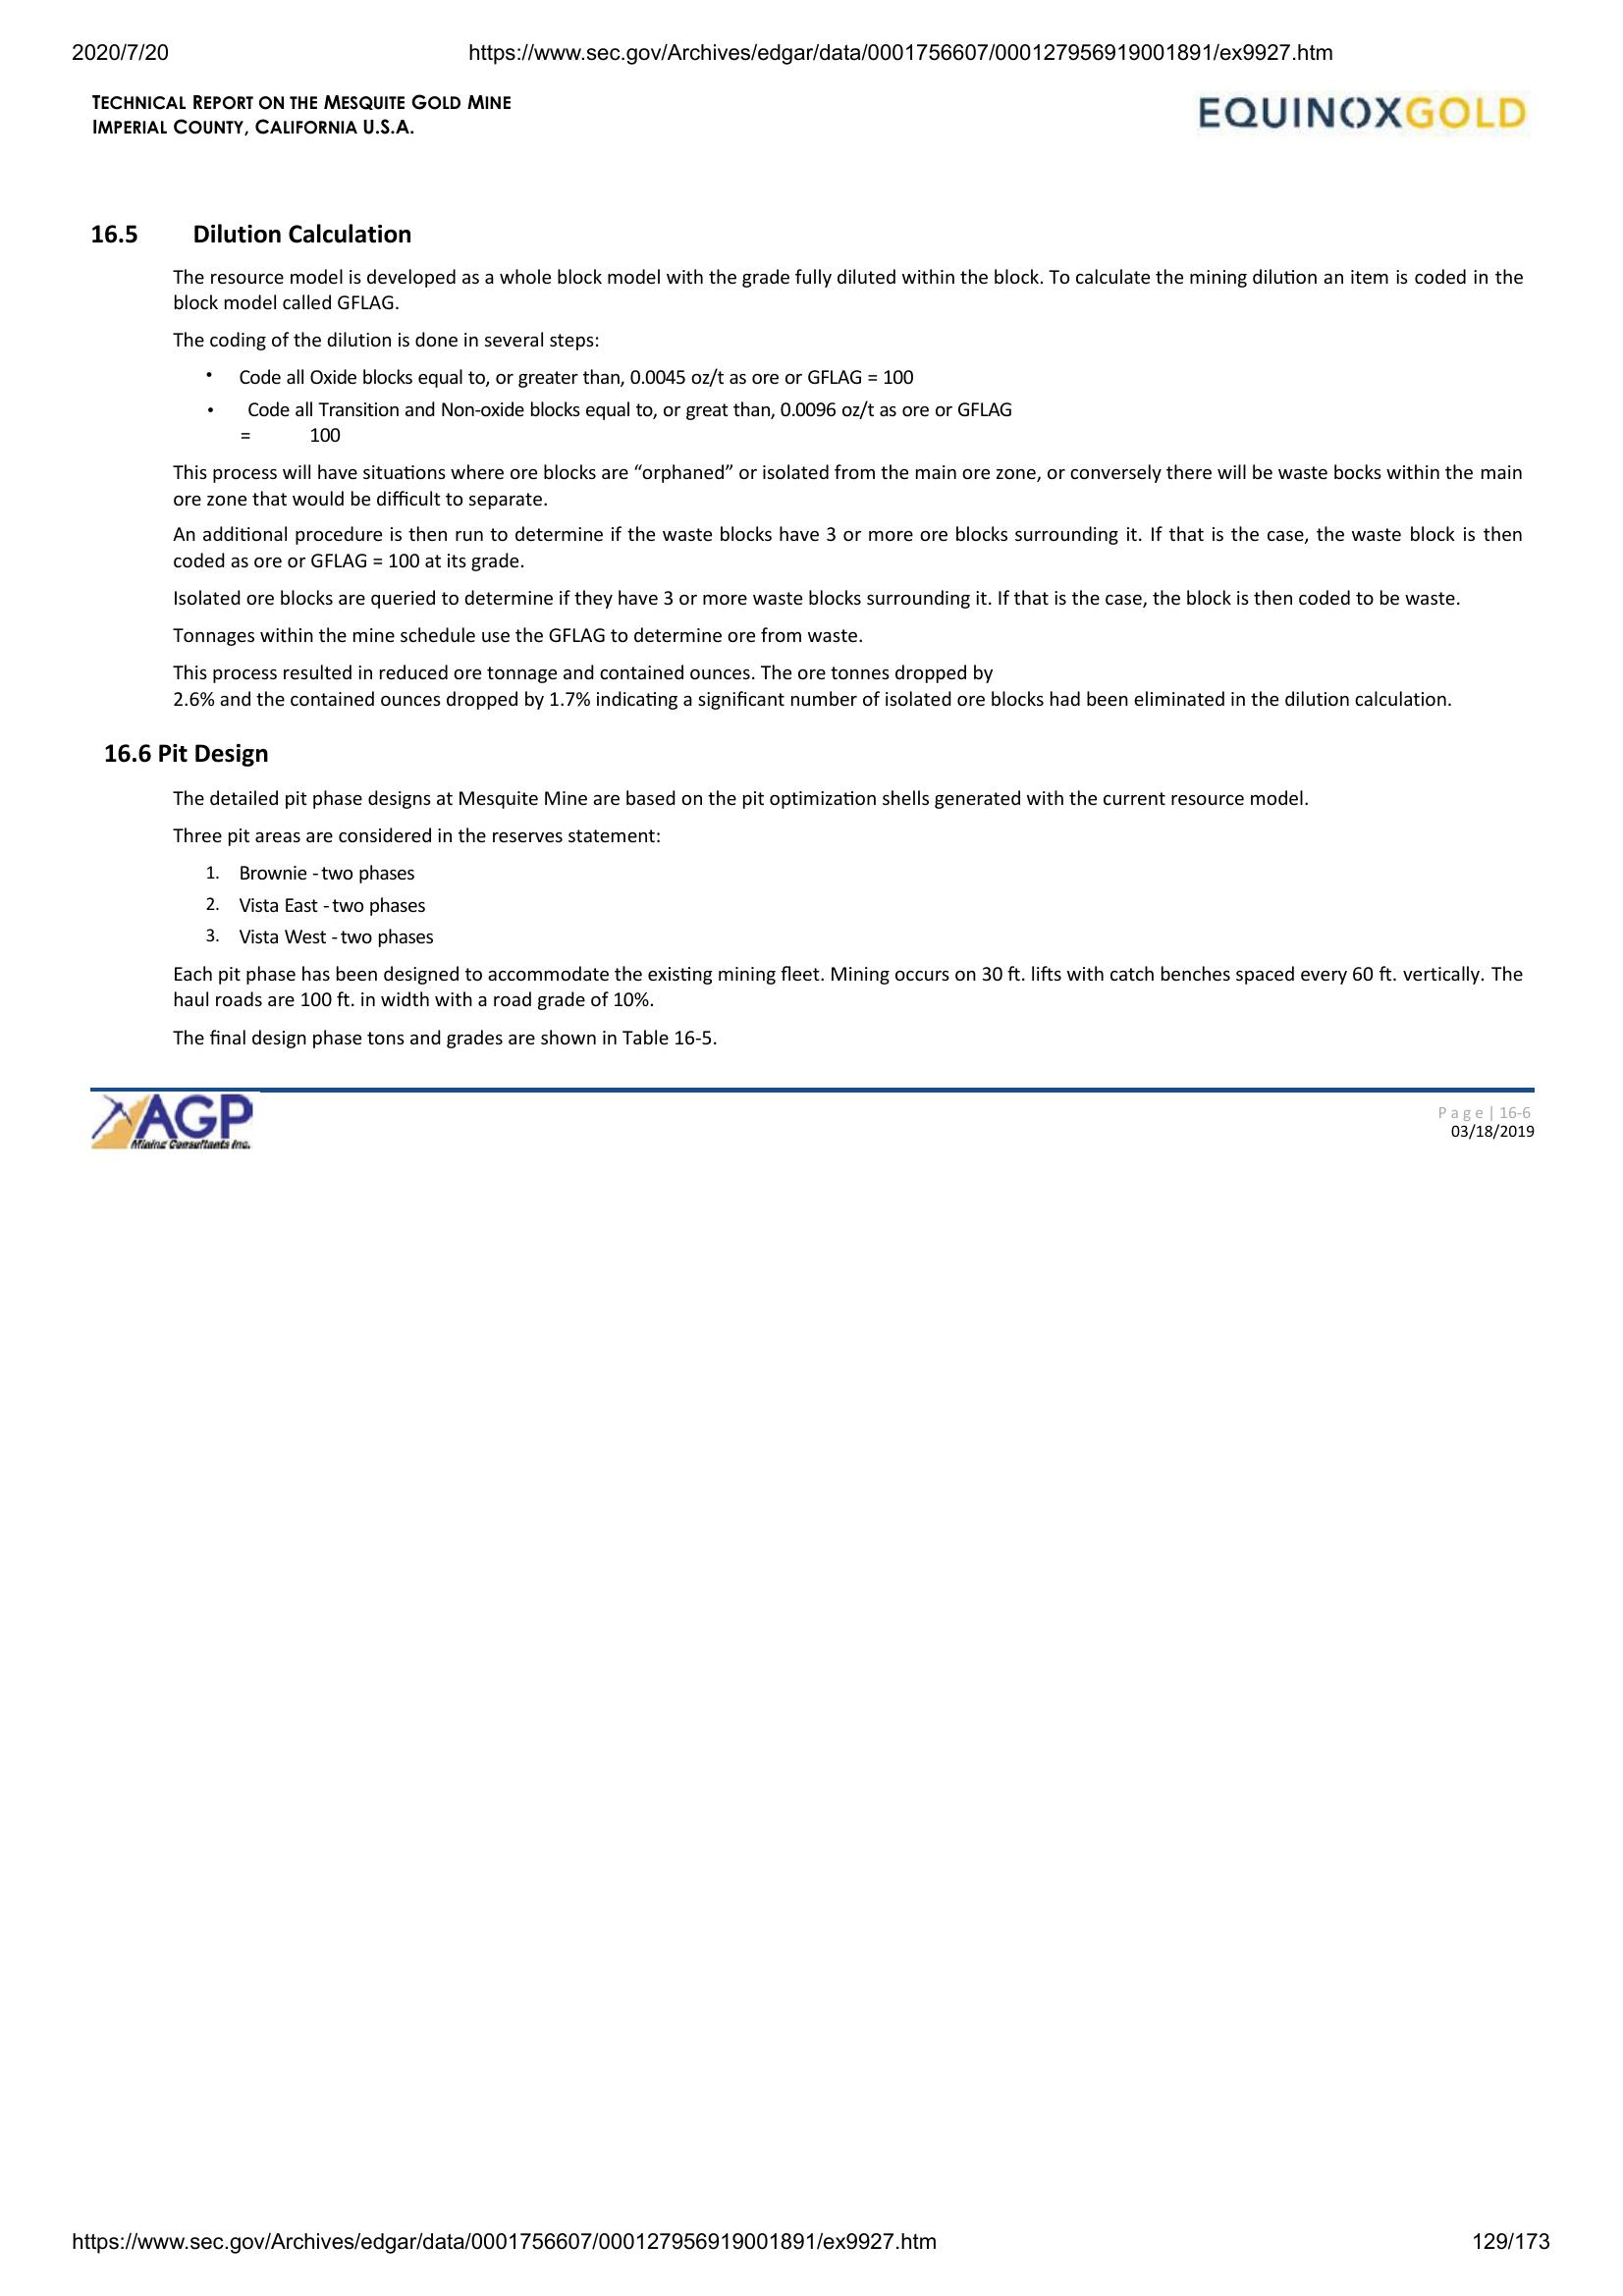 2020/7/20 https://www.sec.gov/Archives/edgar/data/0001756607/000127956919001891/ex9927.htm
TECHNICAL REPORT ON THE MESQUITE GOLD MINE
IMPERIAL COUNTY, CALIFORNIA U.S.A.
EQUINOXGOLD
16.5 Dilution Calculation
The resource model is developed as a whole block model with the grade fully diluted within the block. To calculate the mining dilution an item is coded in the
block model called GFLAG.
The coding of the dilution is done in several steps:
• Code all Oxide blocks equal to, or greater than, 0.0045 oz/t as ore or GFLAG = 100
• Code all Transition and Non-oxide blocks equal to, or great than, 0.0096 oz/t as ore or GFLAG
= 100
This process will have situations where ore blocks are “orphaned” or isolated from the main ore zone, or conversely there will be waste bocks within the main
ore zone that would be difficult to separate.
An additional procedure is then run to determine if the waste blocks have 3 or more ore blocks surrounding it. If that is the case, the waste block is then
coded as ore or GFLAG = 100 at its grade.
Isolated ore blocks are queried to determine if they have 3 or more waste blocks surrounding it. If that is the case, the block is then coded to be waste.
Tonnages within the mine schedule use the GFLAG to determine ore from waste.
This process resulted in reduced ore tonnage and contained ounces. The ore tonnes dropped by
2.6% and the contained ounces dropped by 1.7% indicating a significant number of isolated ore blocks had been eliminated in the dilution calculation.
16.6 Pit Design
The detailed pit phase designs at Mesquite Mine are based on the pit optimization shells generated with the current resource model.
Three pit areas are considered in the reserves statement:
1. Brownie - two phases
2. Vista East - two phases
3. Vista West - two phases
Each pit phase has been designed to accommodate the existing mining fleet. Mining occurs on 30 ft. lifts with catch benches spaced every 60 ft. vertically. The
haul roads are 100 ft. in width with a road grade of 10%.
The final design phase tons and grades are shown in Table 16-5.
AGP
Mining Consultants Inc.
Page | 16-6
03/18/2019
https://www.sec.gov/Archives/edgar/data/0001756607/000127956919001891/ex9927.htm 129/173